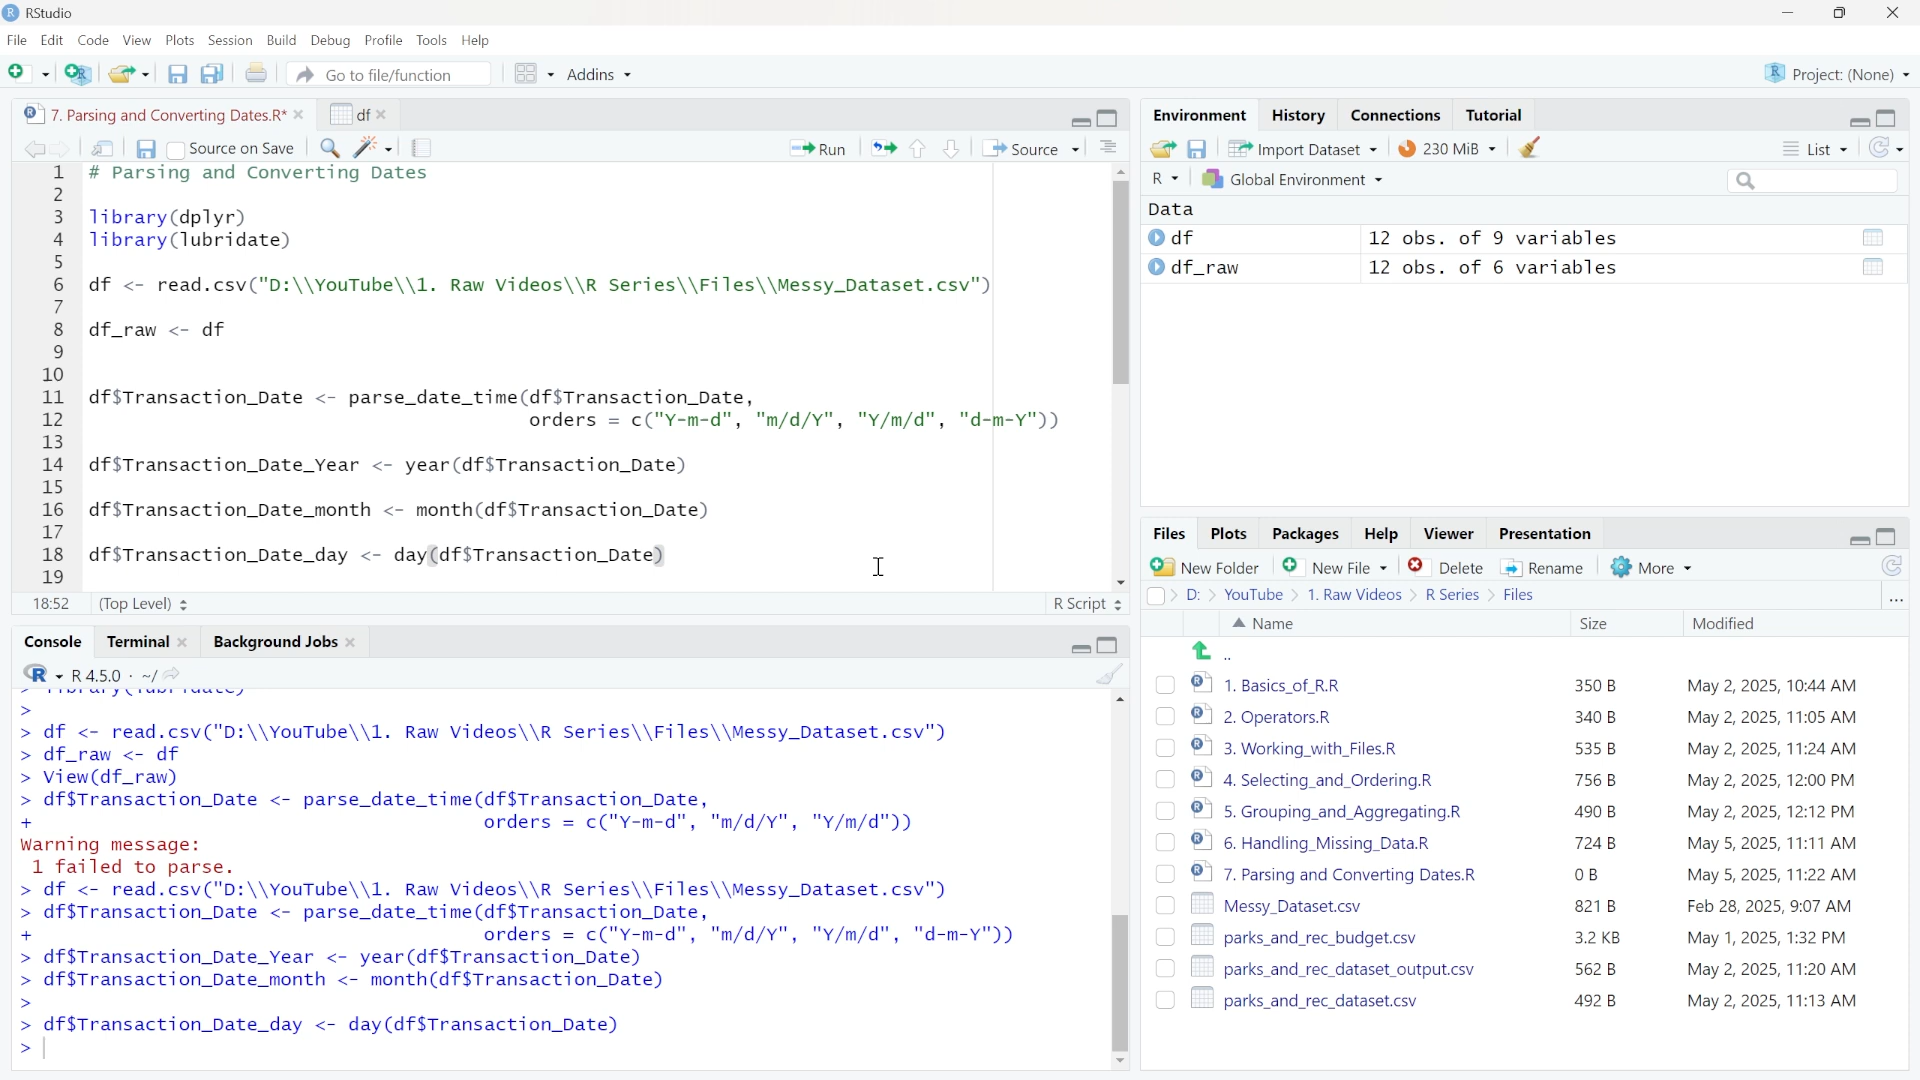 RStudio
File Edit Code View Plots Session Build Debug Profile Tools Help
Go to file/function Addins Project: (None)
7. Parsing and Converting Dates.R* df
Source on Save Run Source
1 # Parsing and Converting Dates
2
3 library(dplyr)
4 library(lubridate)
5
6 df <- read.csv("D:\\YouTube\\1. Raw Videos\\R Series\\Files\\Messy_Dataset.csv")
7
8 df_raw <- df
9
10
11 df$Transaction_Date <- parse_date_time(df$Transaction_Date,
12 orders = c("Y-m-d", "m/d/Y", "Y/m/d", "d-m-Y"))
13
14 df$Transaction_Date_Year <- year(df$Transaction_Date)
15
16 df$Transaction_Date_month <- month(df$Transaction_Date)
17
18 df$Transaction_Date_day <- day(df$Transaction_Date)
19
18:52 (Top Level) R Script
Console Terminal Background Jobs
R 4.5.0 · ~/
> library(lubridate)
>
> df <- read.csv("D:\\YouTube\\1. Raw Videos\\R Series\\Files\\Messy_Dataset.csv")
> df_raw <- df
> View(df_raw)
> df$Transaction_Date <- parse_date_time(df$Transaction_Date,
+ orders = c("Y-m-d", "m/d/Y", "Y/m/d"))
Warning message:
1 failed to parse.
> df <- read.csv("D:\\YouTube\\1. Raw Videos\\R Series\\Files\\Messy_Dataset.csv")
> df$Transaction_Date <- parse_date_time(df$Transaction_Date,
+ orders = c("Y-m-d", "m/d/Y", "Y/m/d", "d-m-Y"))
> df$Transaction_Date_Year <- year(df$Transaction_Date)
> df$Transaction_Date_month <- month(df$Transaction_Date)
>
> df$Transaction_Date_day <- day(df$Transaction_Date)
>
Environment History Connections Tutorial
Import Dataset 230 MiB List
R Global Environment
Data
df 12 obs. of 9 variables
df_raw 12 obs. of 6 variables
Files Plots Packages Help Viewer Presentation
New Folder New File Delete Rename More
D: YouTube 1. Raw Videos R Series Files ...
Name Size Modified
..
1. Basics_of_R.R 350 B May 2, 2025, 10:44 AM
2. Operators.R 340 B May 2, 2025, 11:05 AM
3. Working_with_Files.R 535 B May 2, 2025, 11:24 AM
4. Selecting_and_Ordering.R 756 B May 2, 2025, 12:00 PM
5. Grouping_and_Aggregating.R 490 B May 2, 2025, 12:12 PM
6. Handling_Missing_Data.R 724 B May 5, 2025, 11:11 AM
7. Parsing and Converting Dates.R 0 B May 5, 2025, 11:22 AM
Messy_Dataset.csv 821 B Feb 28, 2025, 9:07 AM
parks_and_rec_budget.csv 3.2 KB May 1, 2025, 1:32 PM
parks_and_rec_dataset_output.csv 562 B May 2, 2025, 11:20 AM
parks_and_rec_dataset.csv 492 B May 2, 2025, 11:13 AM